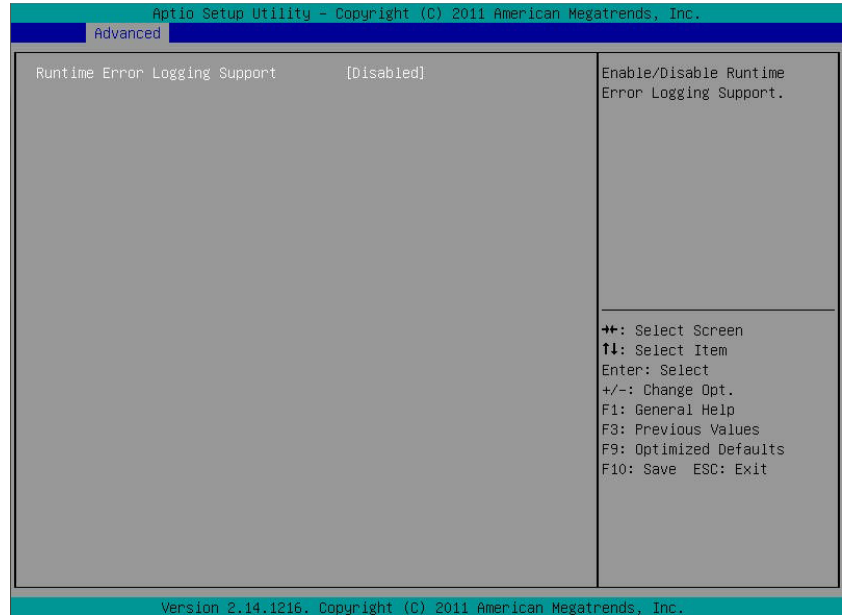 Aptio Setup Utility - Copyright (C) 2011 American Megatrends, Inc.
Advanced
Runtime Error Logging Support [Disabled]
Enable/Disable Runtime
Error Logging Support.
→←: Select Screen
↑↓: Select Item
Enter: Select
+/-: Change Opt.
F1: General Help
F3: Previous Values
F9: Optimized Defaults
F10: Save ESC: Exit
Version 2.14.1216. Copyright (C) 2011 American Megatrends, Inc.